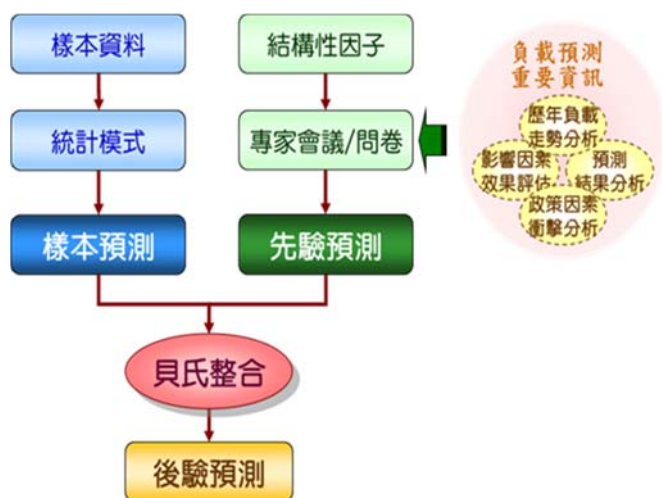 樣本資料
結構性因子
負載預測
重要資訊
歷年負載
走勢分析
統計模式
專家會議/問卷
影響因素
效果評估
預測
結果分析
政策因素
衝擊分析
樣本預測
先驗預測
貝氏整合
後驗預測